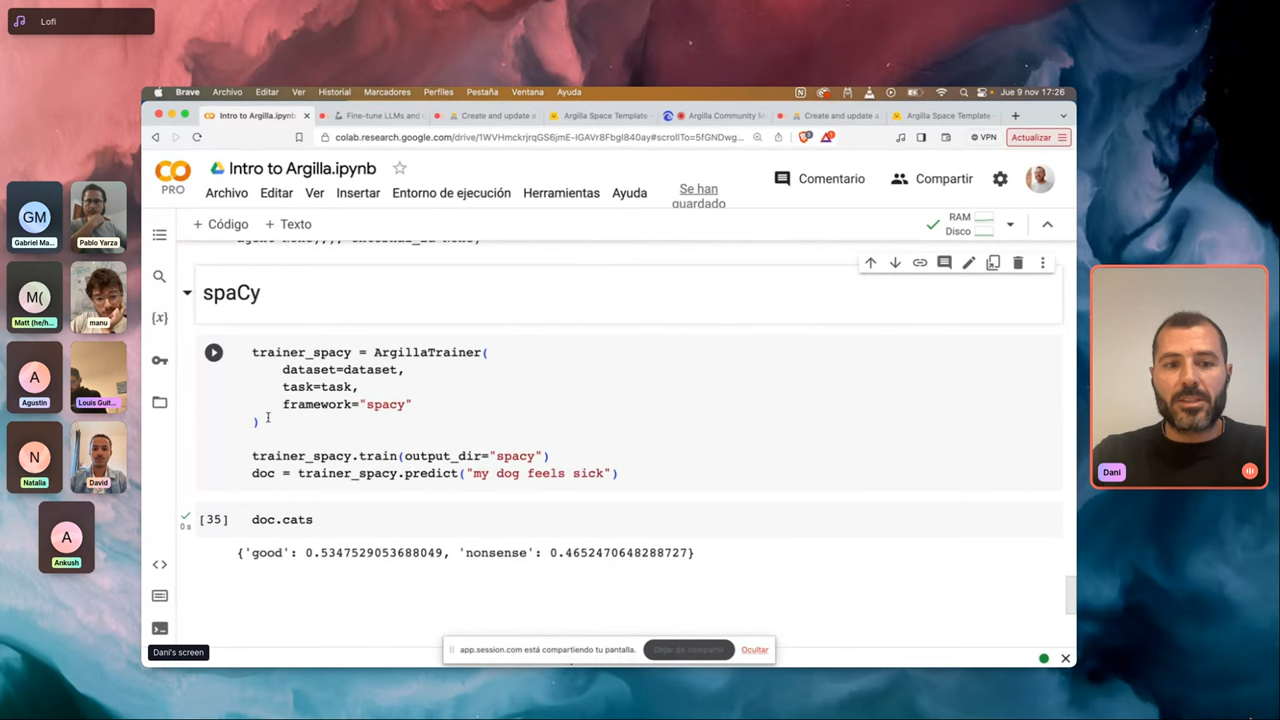 Lofi
Brave Archivo Editar Ver Historial Marcadores Perfiles Pestaña Ventana Ayuda
Jue 9 nov 17:26
Intro to Argilla.ipynb
Fine-tune LLMs and
Create and update a
Argilla Space Template
Argilla Community M
Create and update a
Argilla Space Template
colab.research.google.com/drive/1WVHmckrjrqGS6jmE-IGAVr8Fbgl840ay#scrollTo=5fGNDwg...
VPN
Actualizar
CO
PRO
Intro to Argilla.ipynb
Archivo Editar Ver Insertar Entorno de ejecución Herramientas Ayuda
Se han
guardado
Comentario
Compartir
+ Código + Texto
RAM
Disco
spaCy
trainer_spacy = ArgillaTrainer(
dataset=dataset,
task=task,
framework="spacy"
)
trainer_spacy.train(output_dir="spacy")
doc = trainer_spacy.predict("my dog feels sick")
0s
[35] doc.cats
{'good': 0.5347529053688049, 'nonsense': 0.4652470648288727}
app.session.com está compartiendo tu pantalla.
Dejar de compartir
Ocultar
Dani's screen
GM
Gabriel Ma...
Pablo Yarza
M(
Matt (he/h...
manu
A
Agustin
Louis Guit...
N
Natalia
David
A
Ankush
Dani